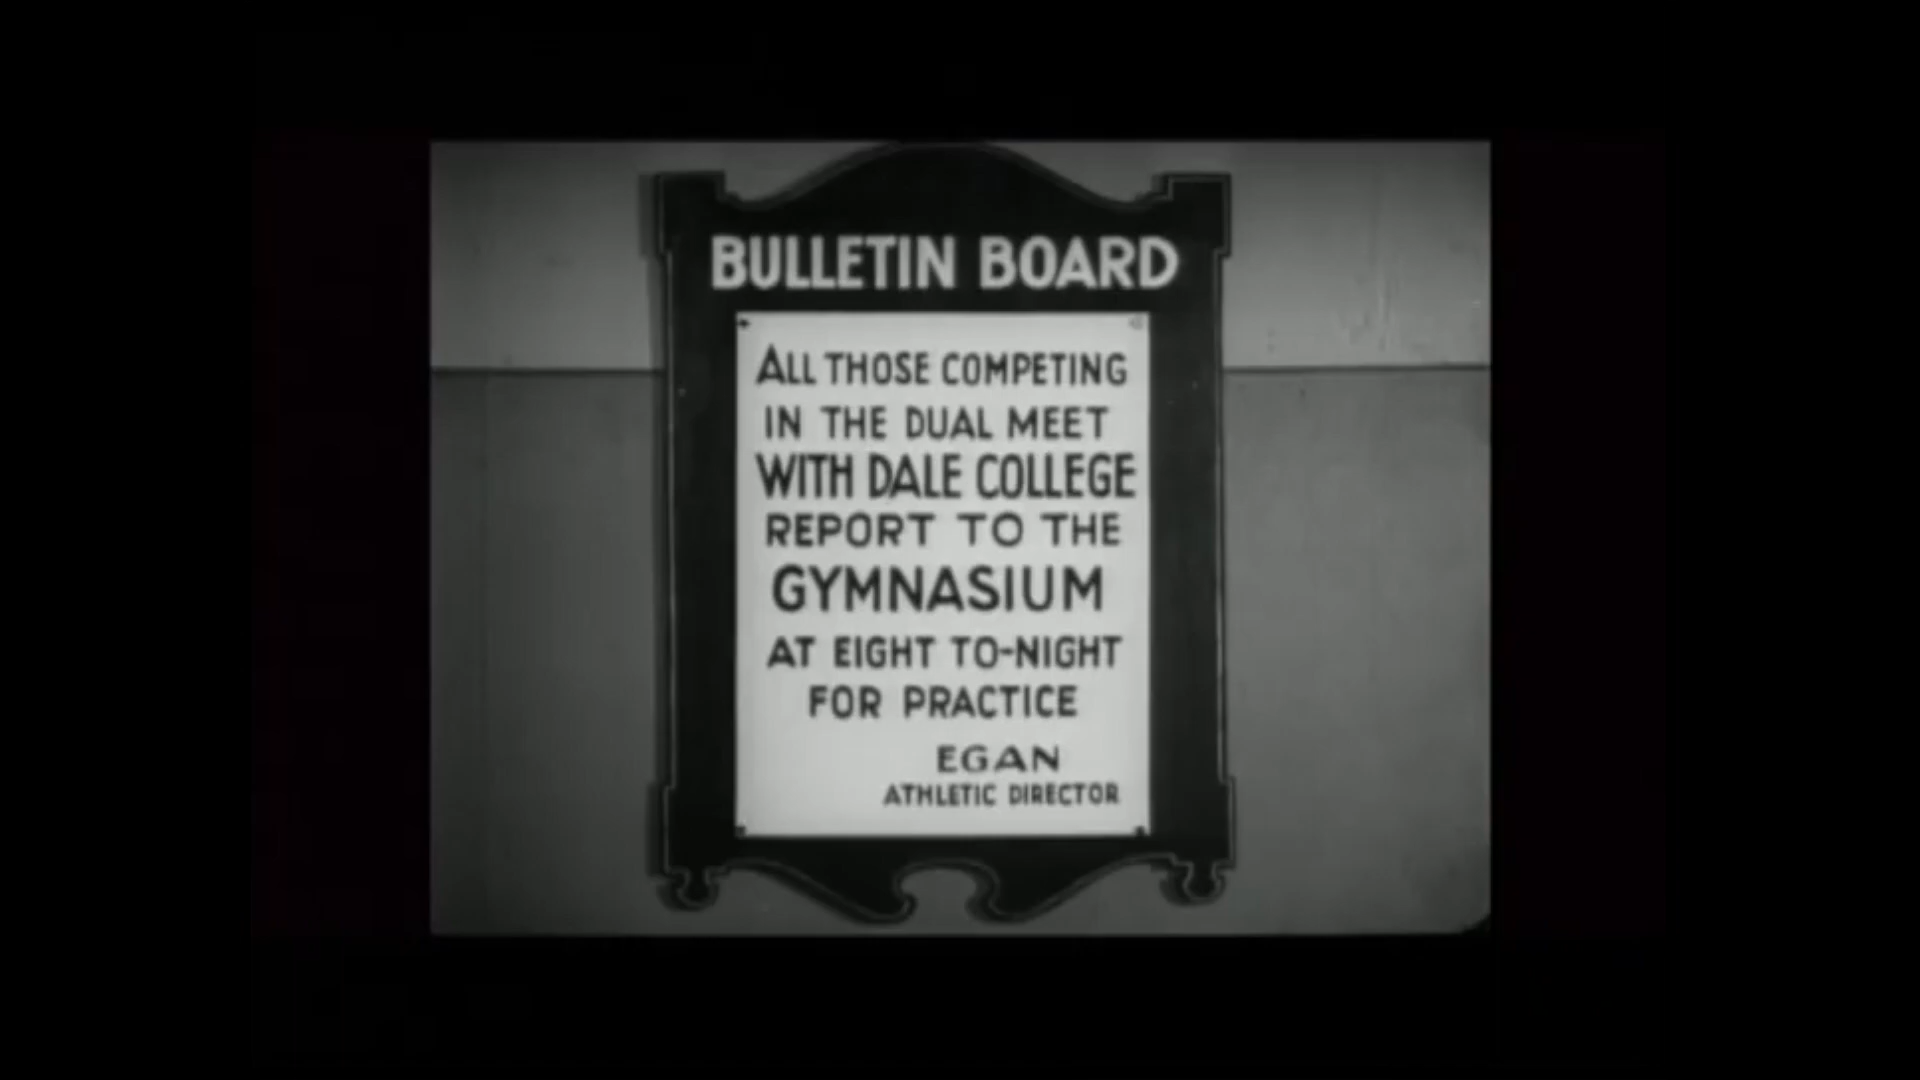 BULLETIN BOARD
ALL THOSE COMPETING
IN THE DUAL MEET
WITH DALE COLLEGE
REPORT TO THE
GYMNASIUM
AT EIGHT TO-NIGHT
FOR PRACTICE
EGAN
ATHLETIC DIRECTOR